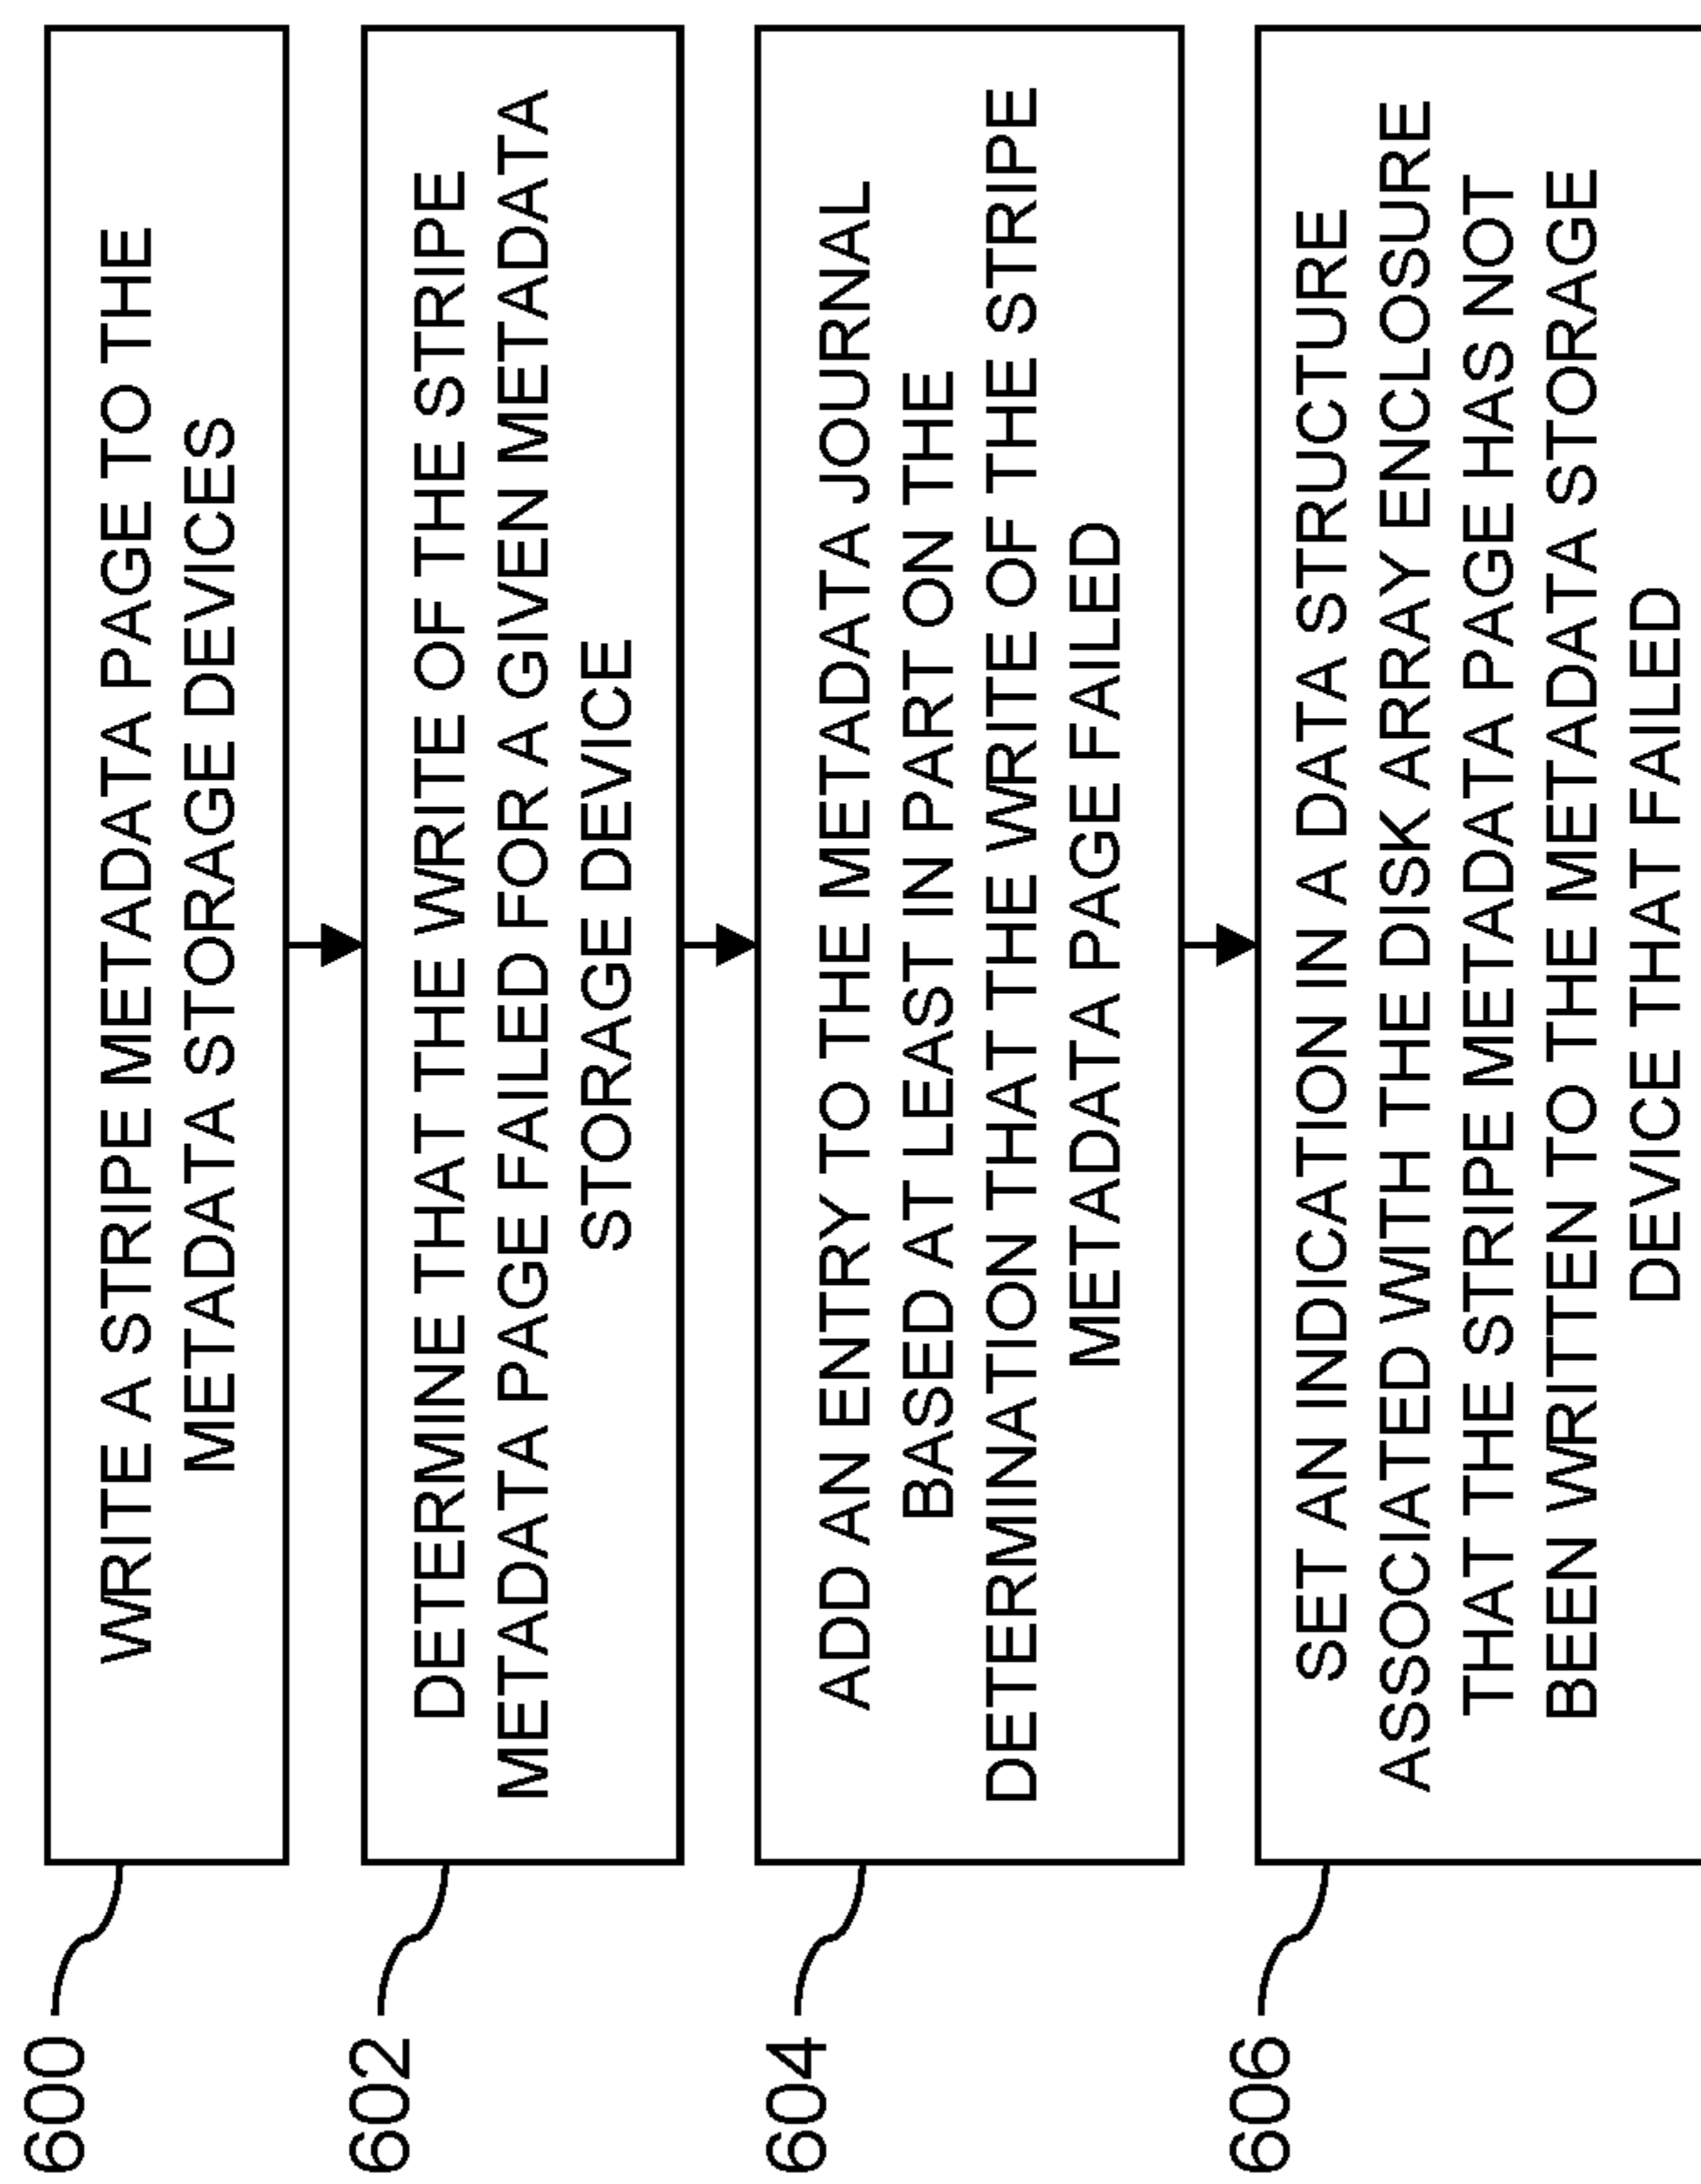 600
WRITE A STRIPE METADATA PAGE TO THE
METADATA STORAGE DEVICES
602
DETERMINE THAT THE WRITE OF THE STRIPE
METADATA PAGE FAILED FOR A GIVEN METADATA
STORAGE DEVICE
604
ADD AN ENTRY TO THE METADATA JOURNAL
BASED AT LEAST IN PART ON THE
DETERMINATION THAT THE WRITE OF THE STRIPE
METADATA PAGE FAILED
606
SET AN INDICATION IN A DATA STRUCTURE
ASSOCIATED WITH THE DISK ARRAY ENCLOSURE
THAT THE STRIPE METADATA PAGE HAS NOT
BEEN WRITTEN TO THE METADATA STORAGE
DEVICE THAT FAILED